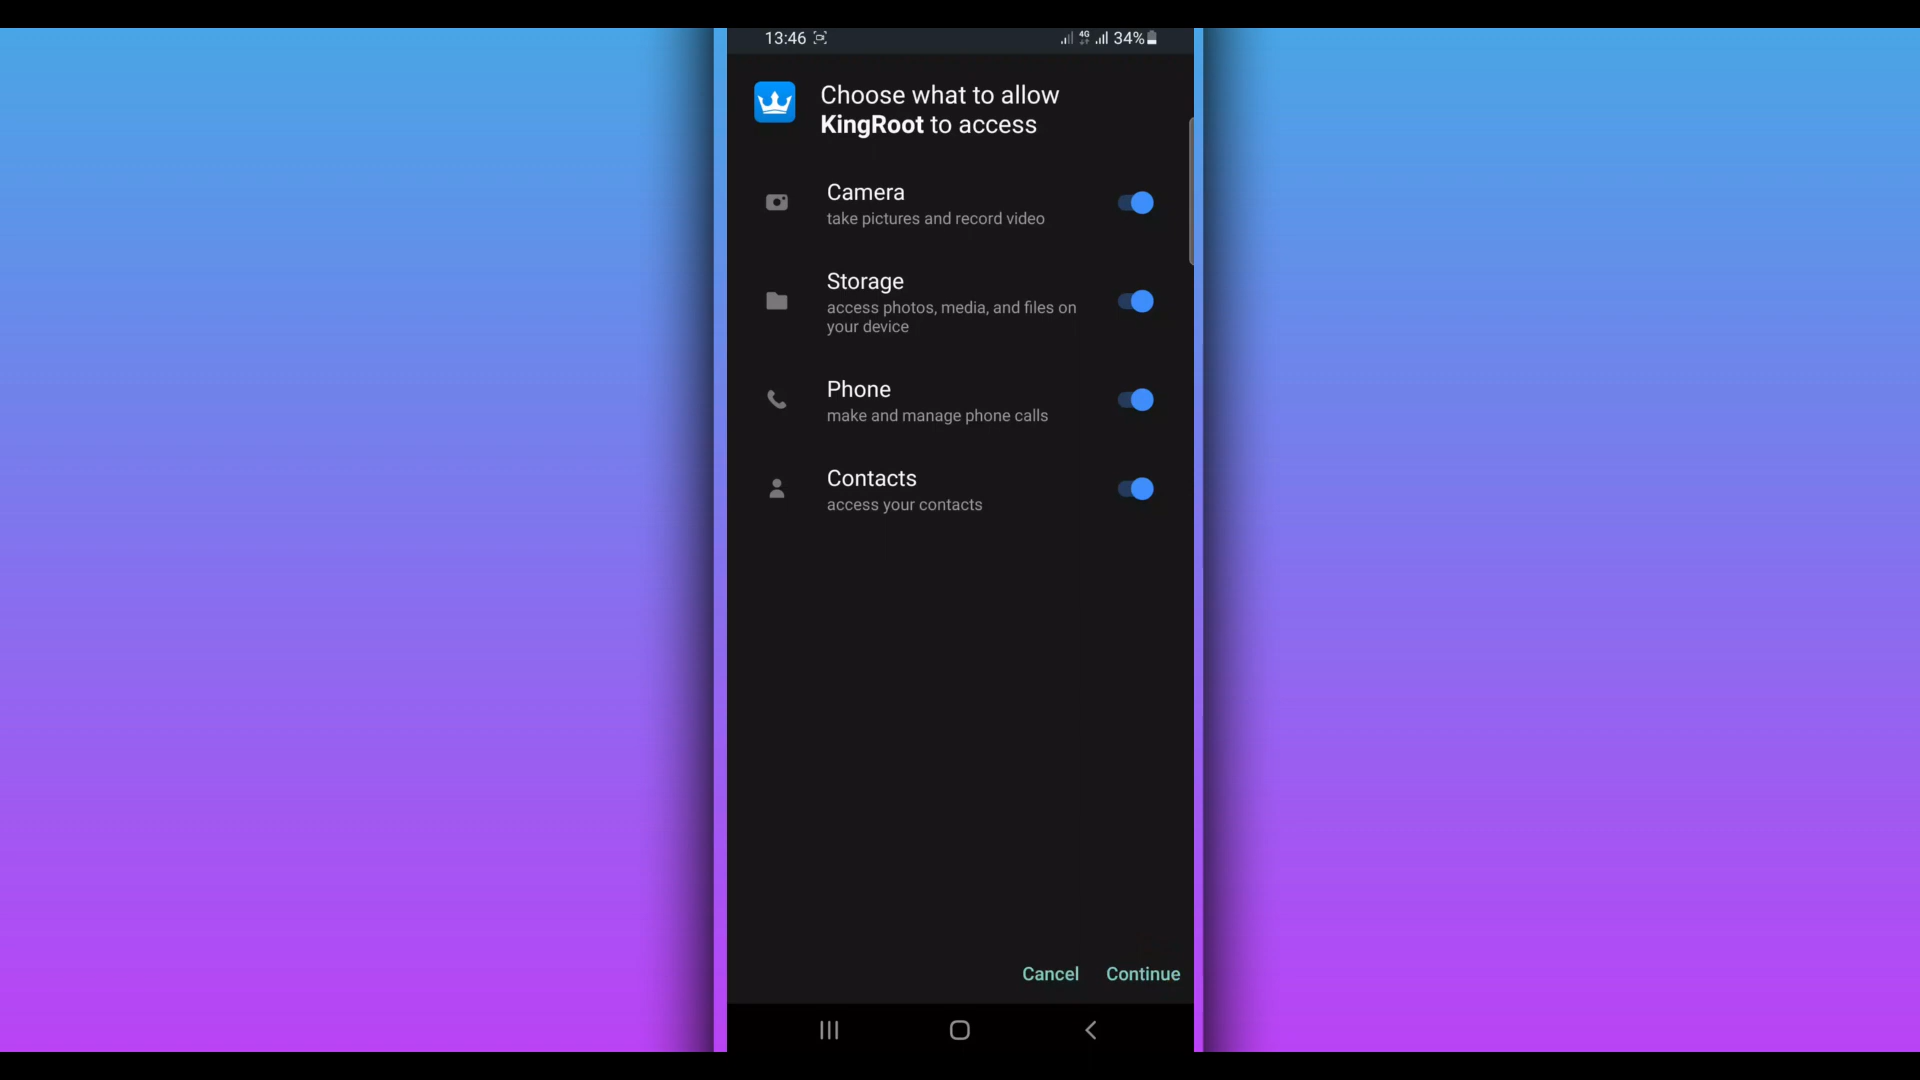 13:46
4G 34%
Choose what to allow
KingRoot to access
Camera
take pictures and record video
Storage
access photos, media, and files on
your device
Phone
make and manage phone calls
Contacts
access your contacts
Cancel Continue